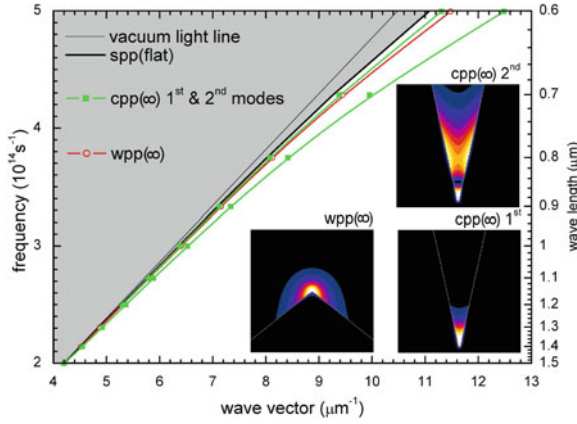 vacuum light line
spp(flat)
cpp(∞) 1st & 2nd modes
wpp(∞)
cpp(∞) 2nd
wpp(∞)
cpp(∞) 1st
frequency (10^14 s^-1)
5
4
3
2
wave length (μm)
0.6
0.7
0.8
0.9
1
1.1
1.2
1.3
1.4
1.5
4 5 6 7 8 9 10 11 12 13
wave vector (μm^-1)